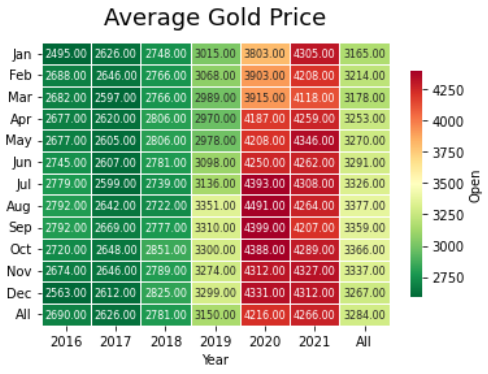 Average Gold Price
Jan 2495.00 2626.00 2748.00 3015.00 3803.00 4305.00 3165.00
Feb 2688.00 2646.00 2766.00 3068.00 3903.00 4208.00 3214.00
Mar 2682.00 2597.00 2766.00 2989.00 3915.00 4118.00 3178.00
Apr 2677.00 2620.00 2806.00 2970.00 4187.00 4259.00 3253.00
May 2677.00 2605.00 2806.00 2978.00 4208.00 4346.00 3270.00
Jun 2745.00 2607.00 2781.00 3098.00 4250.00 4262.00 3291.00
Jul 2779.00 2599.00 2739.00 3136.00 4393.00 4308.00 3326.00
Aug 2792.00 2642.00 2722.00 3351.00 4491.00 4264.00 3377.00
Sep 2792.00 2669.00 2777.00 3310.00 4399.00 4207.00 3359.00
Oct 2720.00 2648.00 2851.00 3300.00 4388.00 4289.00 3366.00
Nov 2674.00 2646.00 2789.00 3274.00 4312.00 4327.00 3337.00
Dec 2563.00 2612.00 2825.00 3299.00 4331.00 4312.00 3267.00
All 2690.00 2626.00 2781.00 3150.00 4216.00 4266.00 3284.00
2016 2017 2018 2019 2020 2021 All
Year
4250
4000
3750
3500
3250
3000
2750
Open